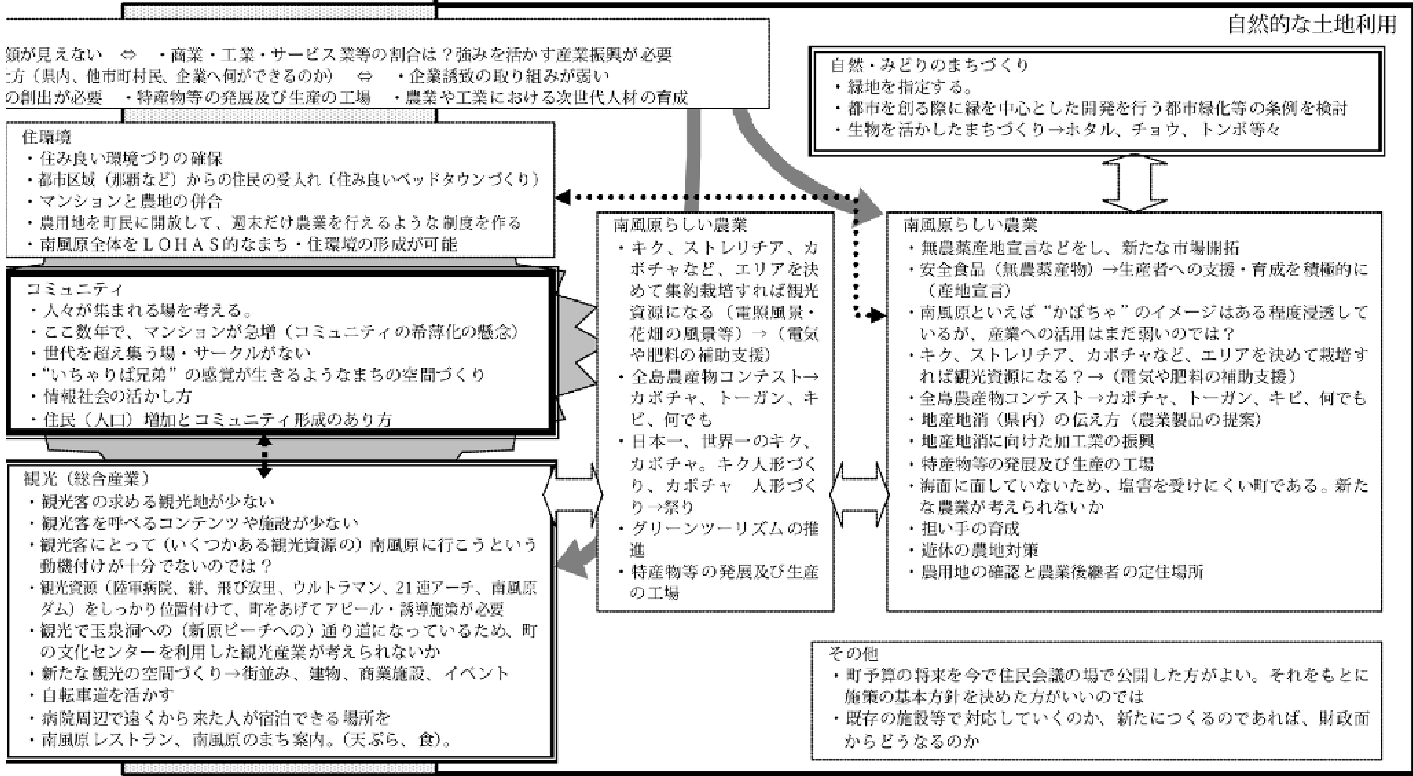 自然的な土地利用
が見えない ⇔ ・商業・工業・サービス業等の割合は？強みを活かす産業振興が必要
方（県内、他市町村民、企業へ何ができるのか） ⇔ ・企業誘致の取り組みが弱い
の創出が必要 ・特産物等の発展及び生産の工場 ・農業や工業における次世代人材の育成
自然・みどりのまちづくり
・緑地を指定する。
・都市を創る際に緑を中心とした開発を行う都市緑化等の条例を検討
・生物を活かしたまちづくり→ホタル、チョウ、トンボ等々
住環境
・住み良い環境づくりの確保
・都市区域（那覇など）からの住民の受入れ（住み良いベッドタウンづくり）
・マンションと農地の併合
・農用地を町民に開放して、週末だけ農業を行えるような制度を作る
・南風原全体をＬＯＨＡＳ的なまち・住環境の形成が可能
コミュニティ
・人々が集まれる場を考える。
・ここ数年で、マンションが急増（コミュニティの希薄化の懸念）
・世代を超え集う場・サークルがない
・“いちゃりば兄弟”の感覚が生きるようなまちの空間づくり
・情報社会の活かし方
・住民（人口）増加とコミュニティ形成のあり方
観光（総合産業）
・観光客の求める観光地が少ない
・観光客を呼べるコンテンツや施設が少ない
・観光客にとって（いくつかある観光資源の）南風原に行こうという
動機付けが十分でないのでは？
・観光資源（陸軍病院、絣、飛び安里、ウルトラマン、21 連アーチ、南風原
ダム）をしっかり位置付けて、町をあげてアピール・誘導施策が必要
・観光で玉泉洞への（新原ビーチへの）通り道になっているため、町
の文化センターを利用した観光産業が考えられないか
・新たな観光の空間づくり→街並み、建物、商業施設、イベント
・自転車道を活かす
・病院周辺で遠くから来た人が宿泊できる場所を
・南風原レストラン、南風原のまち案内。（天ぷら、食）。
南風原らしい農業
・キク、ストレリチア、カ
ボチャなど、エリアを決
めて集約栽培すれば観光
資源になる（電照風景・
花畑の風景等）→（電気
や肥料の補助支援）
・全島農産物コンテスト→
カボチャ、トーガン、キ
ビ、何でも
・日本一、世界一のキク、
カボチャ。キク人形づく
り、カボチャ 人形づく
り→祭り
・グリーンツーリズムの推
進
・特産物等の発展及び生産
の工場
南風原らしい農業
・無農薬産地宣言などをし、新たな市場開拓
・安全食品（無農薬産物）→生産者への支援・育成を積極的に
（産地宣言）
・南風原といえば“かぼちゃ”のイメージはある程度浸透して
いるが、産業への活用はまだ弱いのでは？
・キク、ストレリチア、カボチャなど、エリアを決めて栽培す
れば観光資源になる？→（電気や肥料の補助支援）
・全島農産物コンテスト→カボチャ、トーガン、キビ、何でも
・地産地消（県内）の伝え方（農業製品の提案）
・地産地消に向けた加工業の振興
・特産物等の発展及び生産の工場
・海面に面していないため、塩害を受けにくい町である。新た
な農業が考えられないか
・担い手の育成
・遊休の農地対策
・農用地の確認と農業後継者の定住場所
その他
・町予算の将来を今で住民会議の場で公開した方がよい。それをもとに
施策の基本方針を決めた方がいいのでは
・既存の施設等で対応していくのか、新たにつくるのであれば、財政面
からどうなるのか